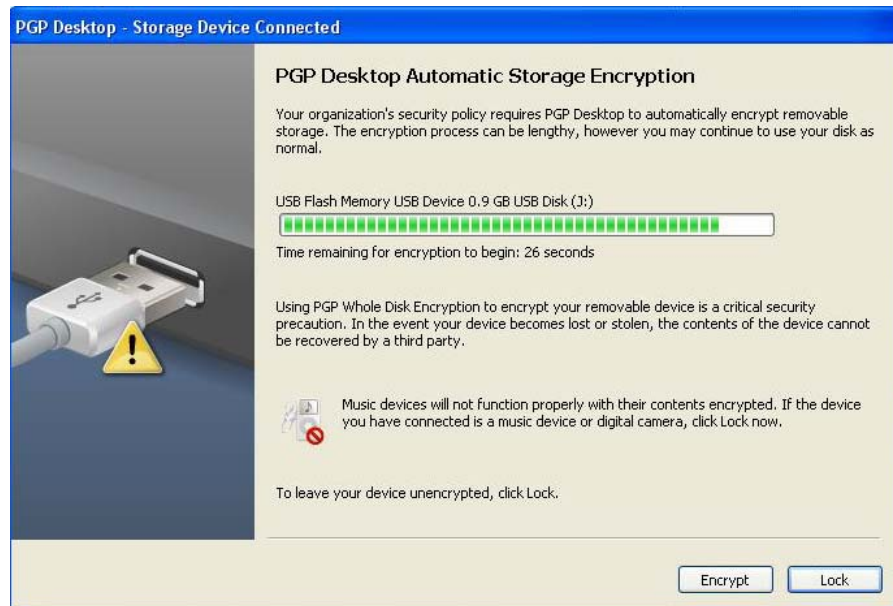 PGP Desktop - Storage Device Connected
PGP Desktop Automatic Storage Encryption
Your organization's security policy requires PGP Desktop to automatically encrypt removable
storage. The encryption process can be lengthy, however you may continue to use your disk as
normal.
USB Flash Memory USB Device 0.9 GB USB Disk (J:)
Time remaining for encryption to begin: 26 seconds
Using PGP Whole Disk Encryption to encrypt your removable device is a critical security
precaution. In the event your device becomes lost or stolen, the contents of the device cannot
be recovered by a third party.
Music devices will not function properly with their contents encrypted. If the device
you have connected is a music device or digital camera, click Lock now.
To leave your device unencrypted, click Lock.
Encrypt Lock